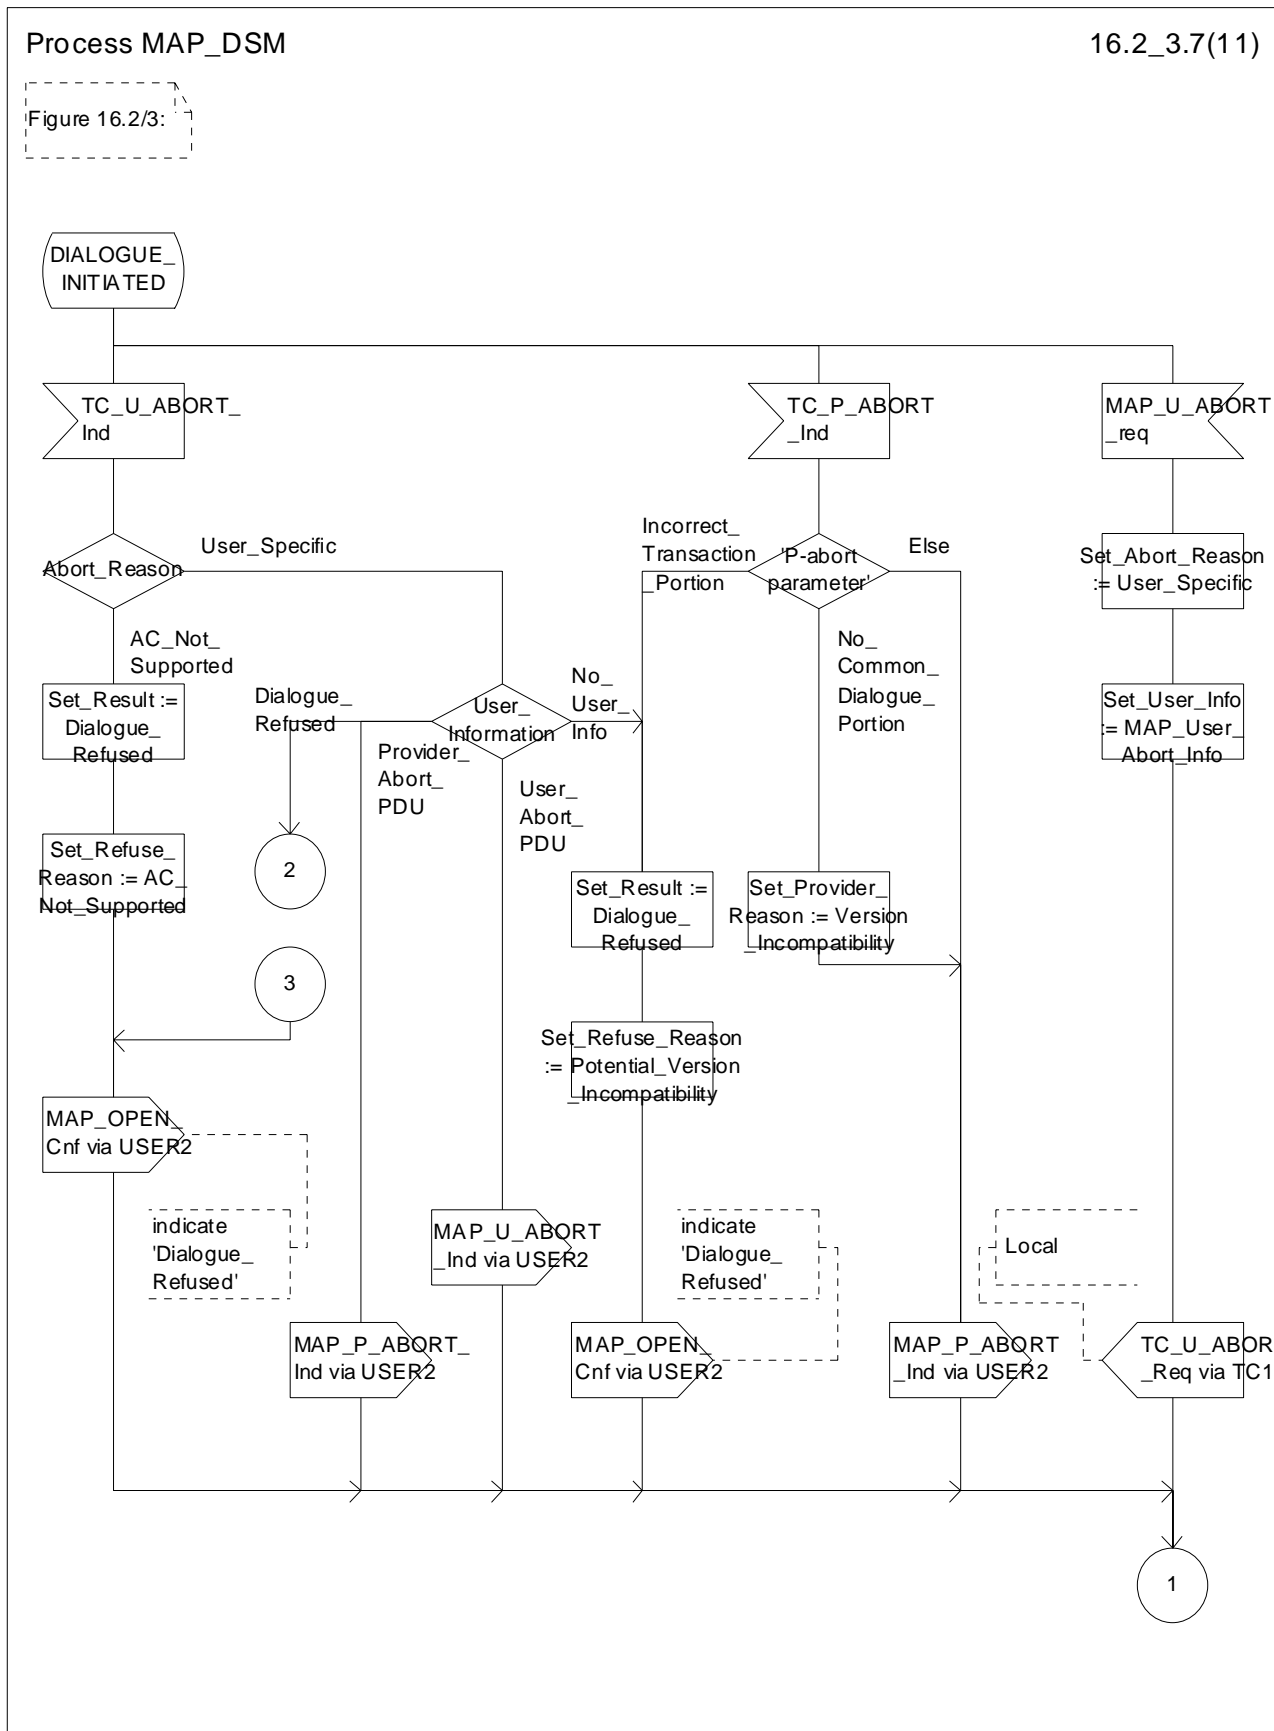 Process MAP_DSM
16.2_3.7(11)
Figure 16.2/3:
DIALOGUE_
INITIATED
TC_U_ABORT_
Ind
TC_P_ABORT
_Ind
MAP_U_ABORT
_req
Abort_Reason
User_Specific
Incorrect_
Transaction
_Portion
'P-abort
parameter'
Else
Set_Abort_Reason
:= User_Specific
AC_Not_
Supported
No_
Common_
Dialogue_
Portion
Set_Result :=
Dialogue_
Refused
Dialogue_
Refused
User_
Information
No_
User_
Info
Set_User_Info
:= MAP_User_
Abort_Info
Provider_
Abort_
PDU
User_
Abort_
PDU
Set_Refuse_
Reason := AC_
Not_Supported
2
Set_Result :=
Dialogue_
Refused
Set_Provider_
Reason := Version
_Incompatibility
3
Set_Refuse_Reason
:= Potential_Version
_Incompatibility
MAP_OPEN_
Cnf via USER2
indicate
'Dialogue_
Refused'
MAP_U_ABORT
_Ind via USER2
indicate
'Dialogue_
Refused'
Local
MAP_P_ABORT_
Ind via USER2
MAP_OPEN_
Cnf via USER2
MAP_P_ABORT
_Ind via USER2
TC_U_ABOR
_Req via TC1
1